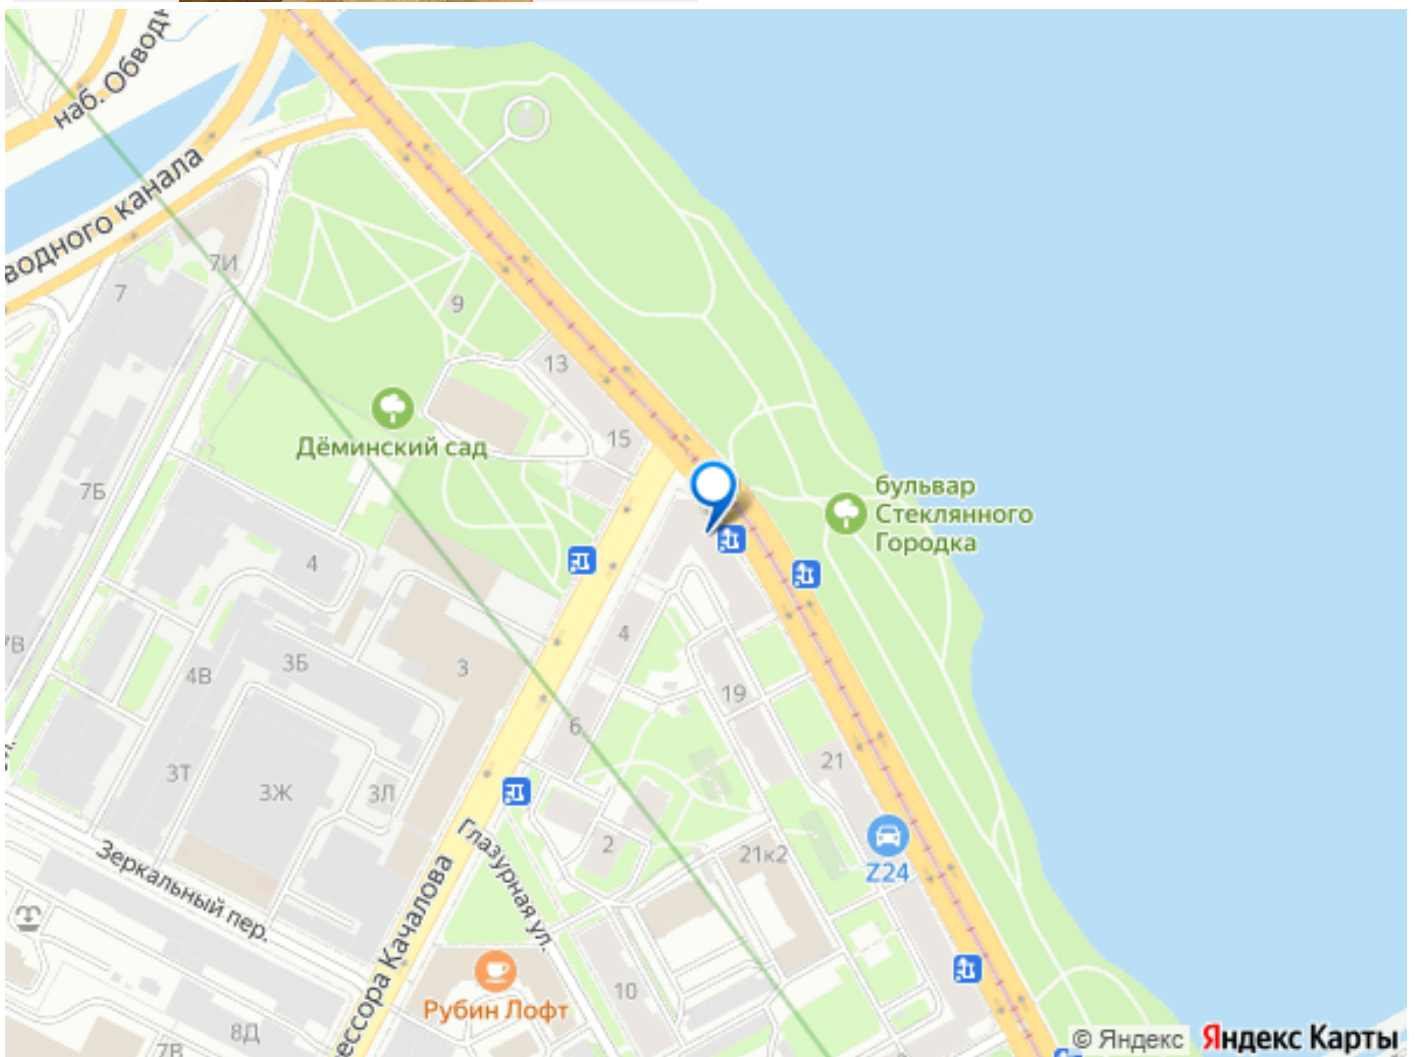 наб. Обводн
водного канала
7И
7
9
13
15
Дёминский сад
7Б
бульвар
Стеклянного
Городка
4
4
7В
3Б
4В
3
19
6
21
3Т
3Ж
3Л
Z24
2
21к2
Зеркальный пер.
Глазурная ул.
ессора Качалова
Рубин Лофт
10
8Д
7В
© Яндекс
Яндекс Карты